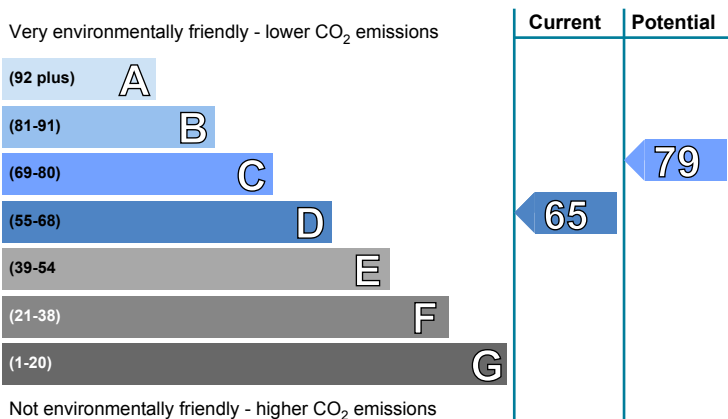 Current Potential
Very environmentally friendly - lower CO2 emissions
(92 plus) A
(81-91) B
(69-80) C 79
(55-68) D 65
(39-54 E
(21-38) F
(1-20) G
Not environmentally friendly - higher CO2 emissions